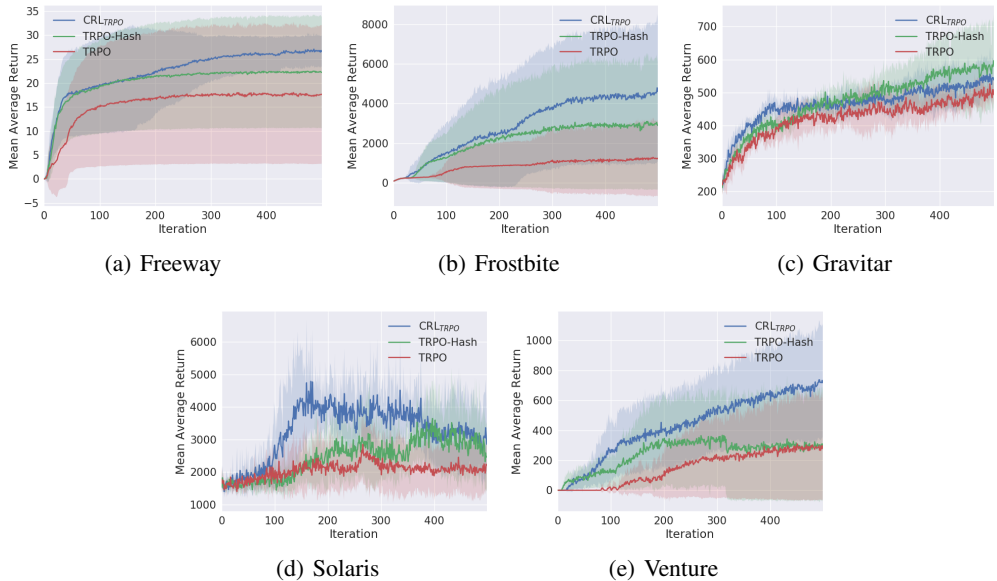 35
30
25
20
15
10
5
0
−5
Mean Average Return
CRL_TRPO
TRPO-Hash
TRPO
0 100 200 300 400
Iteration
(a) Freeway
8000
6000
4000
2000
0
Mean Average Return
CRL_TRPO
TRPO-Hash
TRPO
0 100 200 300 400
Iteration
(b) Frostbite
700
600
500
400
300
200
Mean Average Return
CRL_TRPO
TRPO-Hash
TRPO
0 100 200 300 400
Iteration
(c) Gravitar
6000
5000
4000
3000
2000
1000
Mean Average Return
CRL_TRPO
TRPO-Hash
TRPO
0 100 200 300 400
Iteration
(d) Solaris
1000
800
600
400
200
0
Mean Average Return
CRL_TRPO
TRPO-Hash
TRPO
0 100 200 300 400
Iteration
(e) Venture